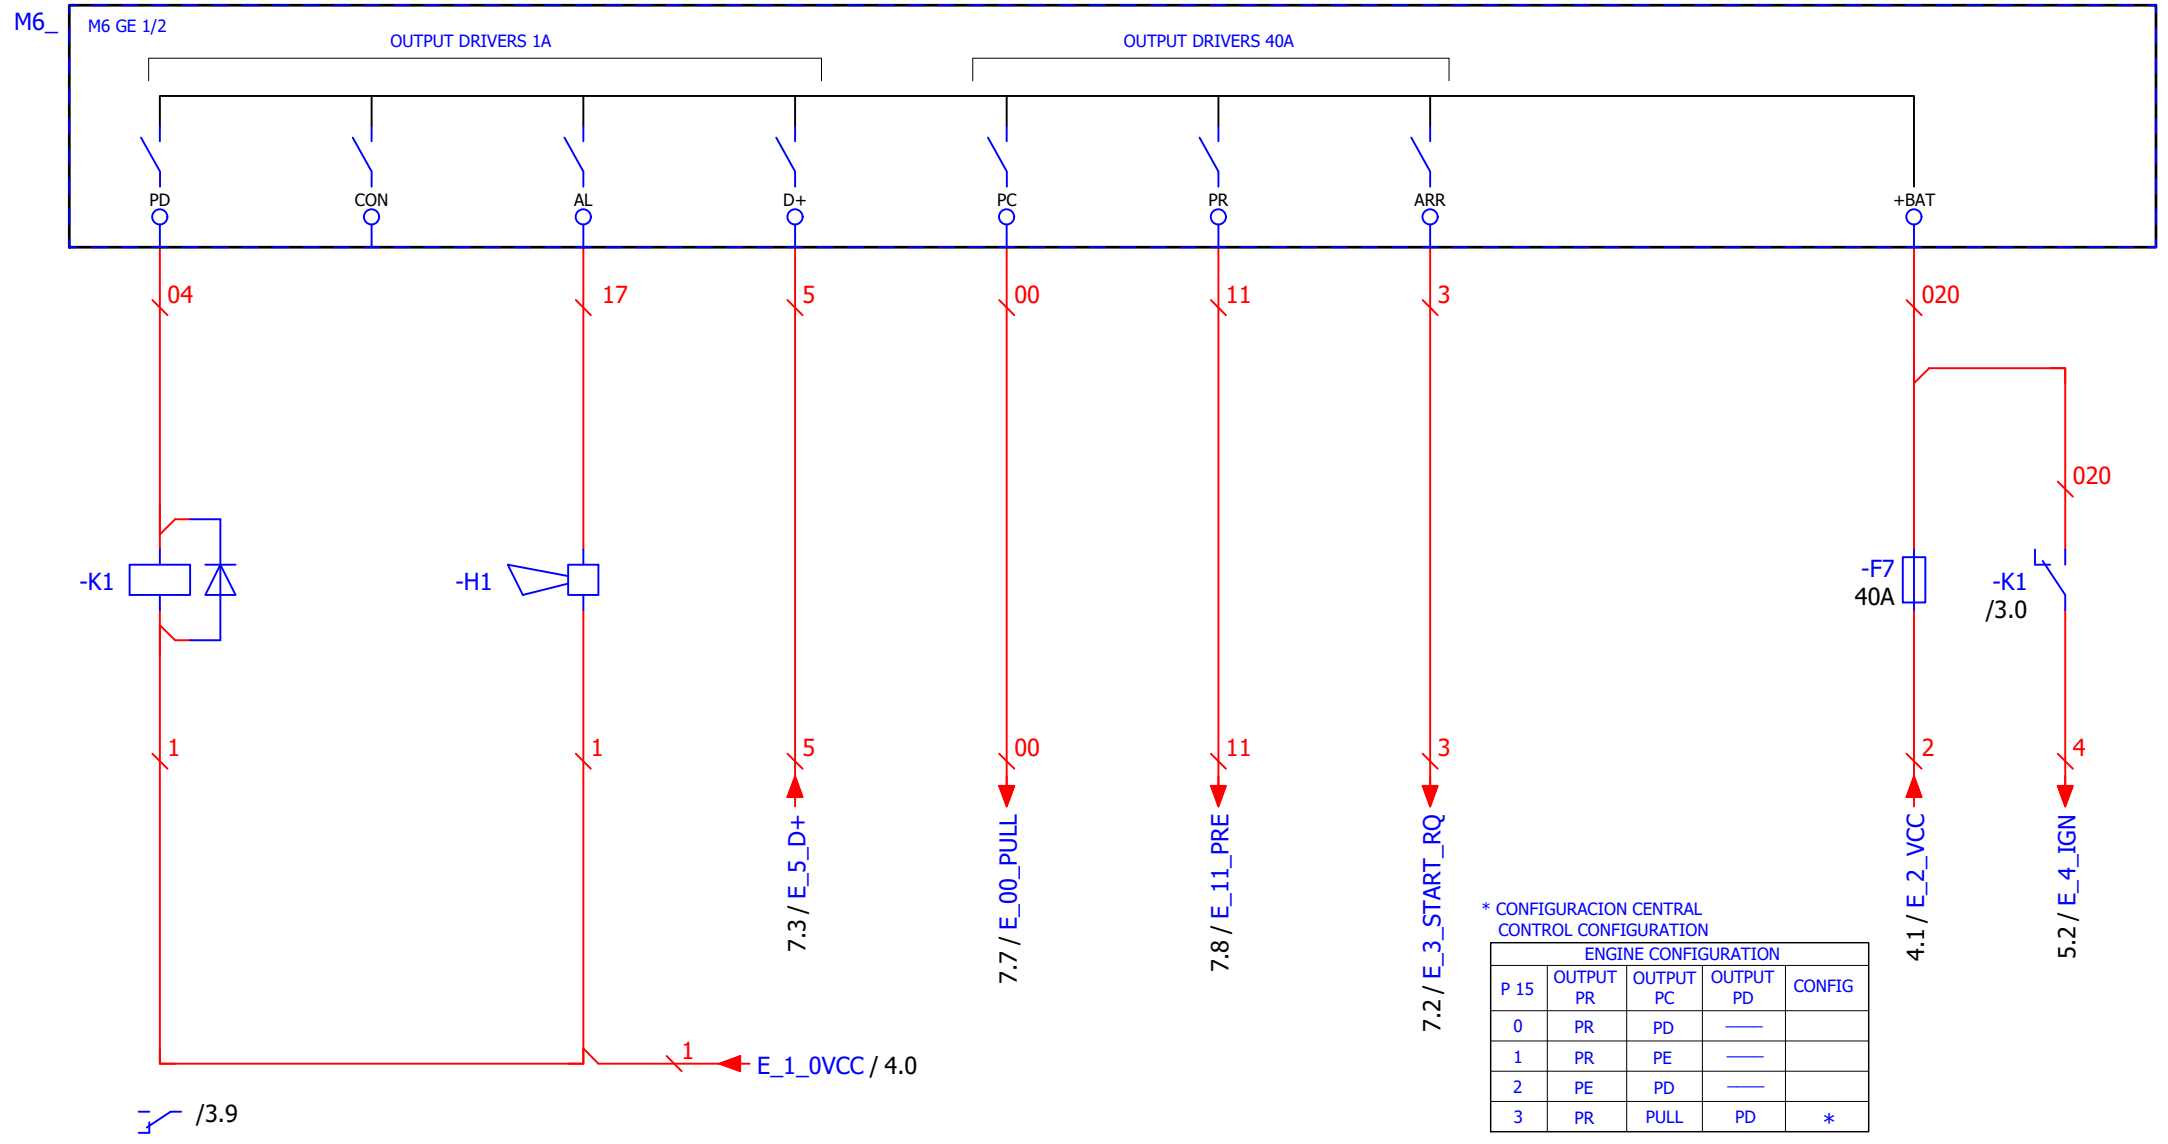 M6_
M6 GE 1/2
OUTPUT DRIVERS 1A
OUTPUT DRIVERS 40A
PD
CON
AL
D+
PC
PR
ARR
+BAT
04
17
5
00
11
3
020
020
-K1
-H1
-F7
40A
-K1
/3.0
1
1
5
00
11
3
2
4
7.3 / E_5_D+
7.7 / E_00_PULL
7.8 / E_11_PRE
7.2 / E_3_START_RQ
4.1 / E_2_VCC
5.2 / E_4_IGN
1
E_1_0VCC / 4.0
/3.9
* CONFIGURACION CENTRAL
CONTROL CONFIGURATION
ENGINE CONFIGURATION
P 15 OUTPUT PR OUTPUT PC OUTPUT PD CONFIG
0 PR PD ——
1 PR PE ——
2 PE PD ——
3 PR PULL PD *